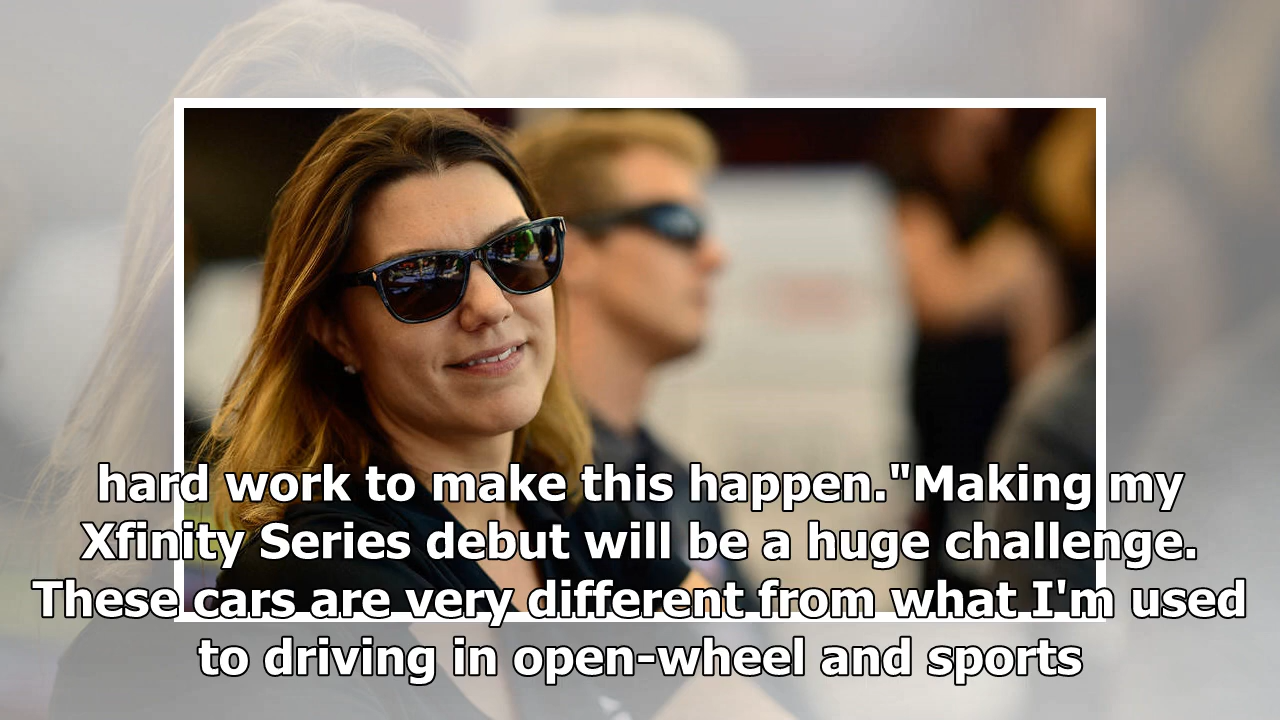 hard work to make this happen."Making my
Xfinity Series debut will be a huge challenge.
These cars are very different from what I'm used
to driving in open-wheel and sports